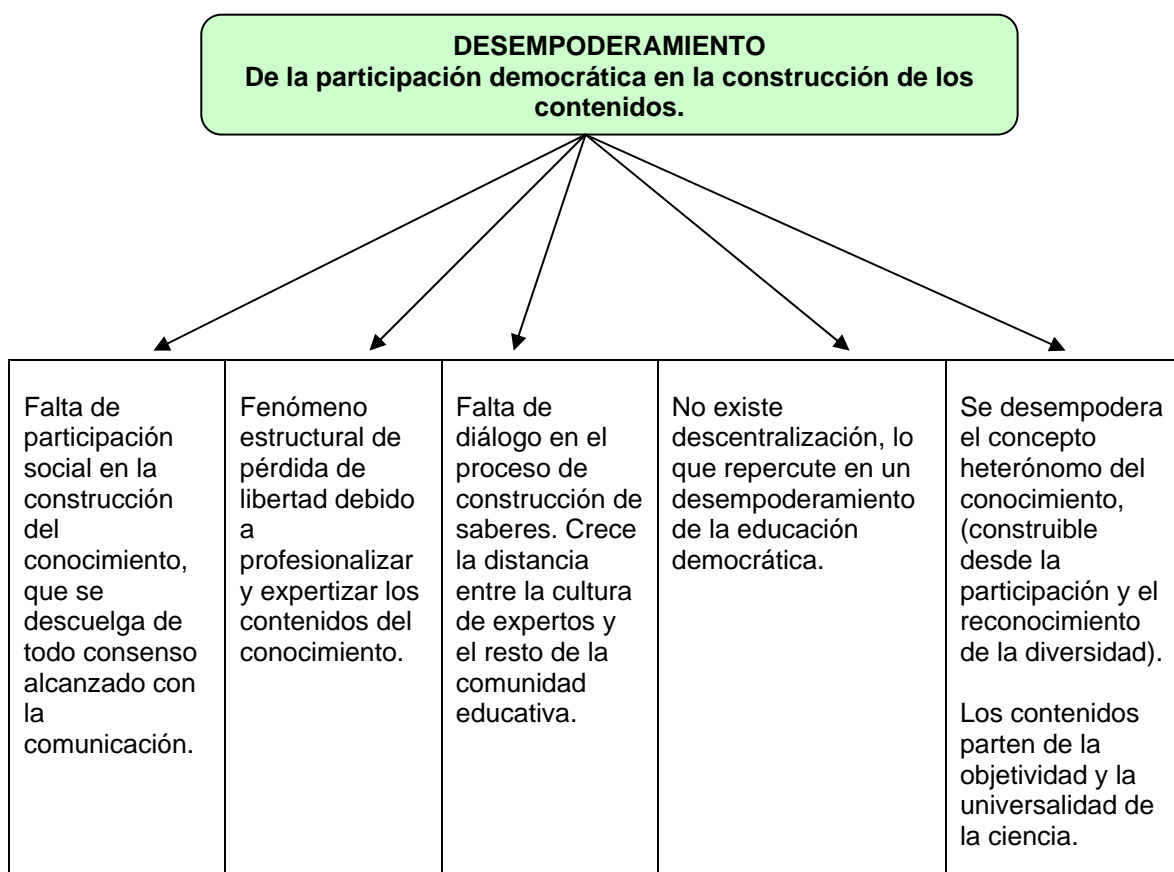 DESEMPODERAMIENTO
De la participación democrática en la construcción de los
contenidos.
Falta de
participación
social en la
construcción
del
conocimiento,
que se
descuelga de
todo consenso
alcanzado con
la
comunicación.
Fenómeno
estructural de
pérdida de
libertad debido
a
profesionalizar
y expertizar los
contenidos del
conocimiento.
Falta de
diálogo en el
proceso de
construcción de
saberes. Crece
la distancia
entre la cultura
de expertos y
el resto de la
comunidad
educativa.
No existe
descentralización, lo
que repercute en un
desempoderamiento
de la educación
democrática.
Se desempodera
el concepto
heterónomo del
conocimiento,
(construible
desde la
participación y el
reconocimiento
de la diversidad).
Los contenidos
parten de la
objetividad y la
universalidad de
la ciencia.